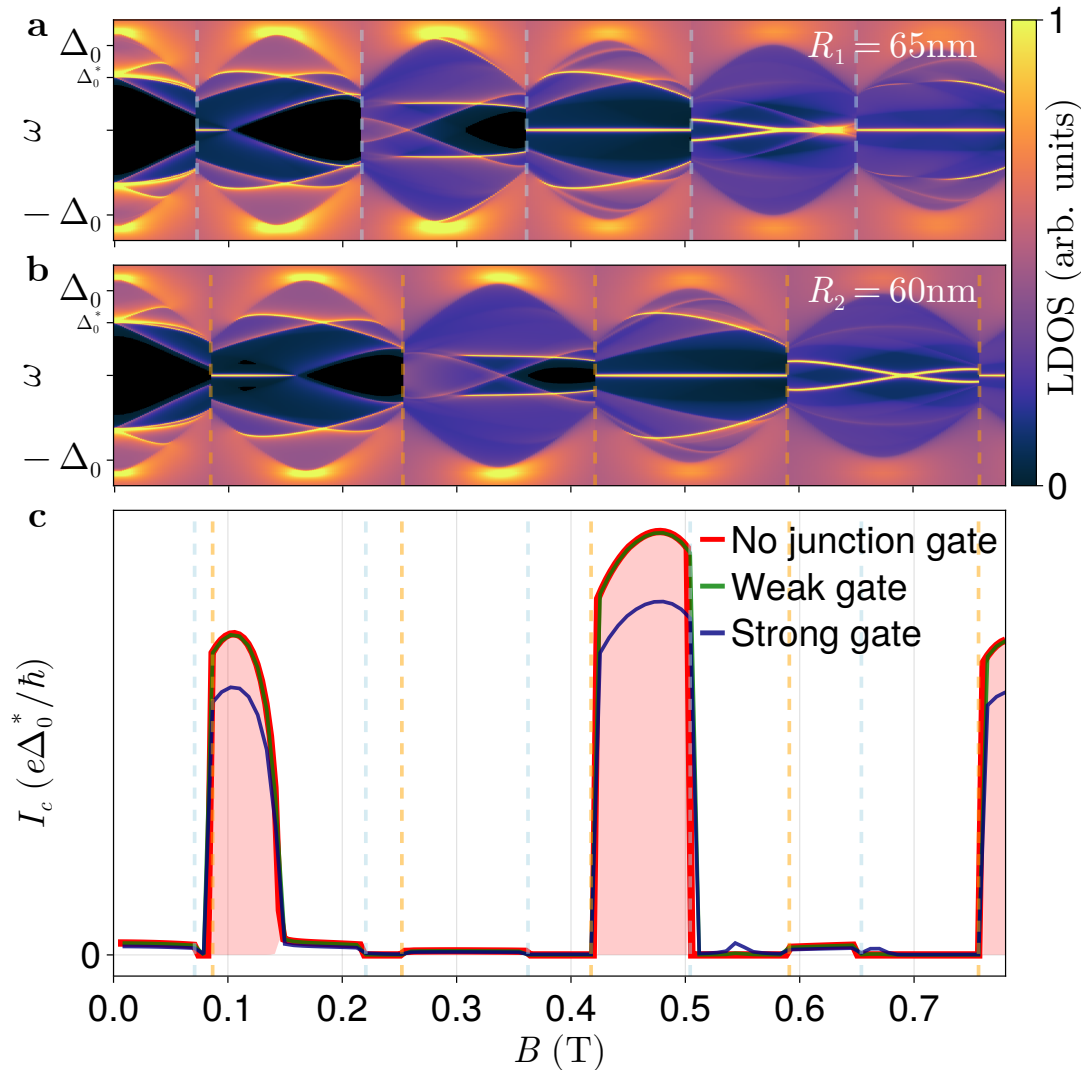 a
Δ₀
Δ₀*
ω
− Δ₀
R₁ = 65nm
b
Δ₀
Δ₀*
ω
− Δ₀
R₂ = 60nm
1
0
LDOS (arb. units)
c
No junction gate
Weak gate
Strong gate
I_c (eΔ₀*/ℏ)
0
0.0 0.1 0.2 0.3 0.4 0.5 0.6 0.7
B (T)